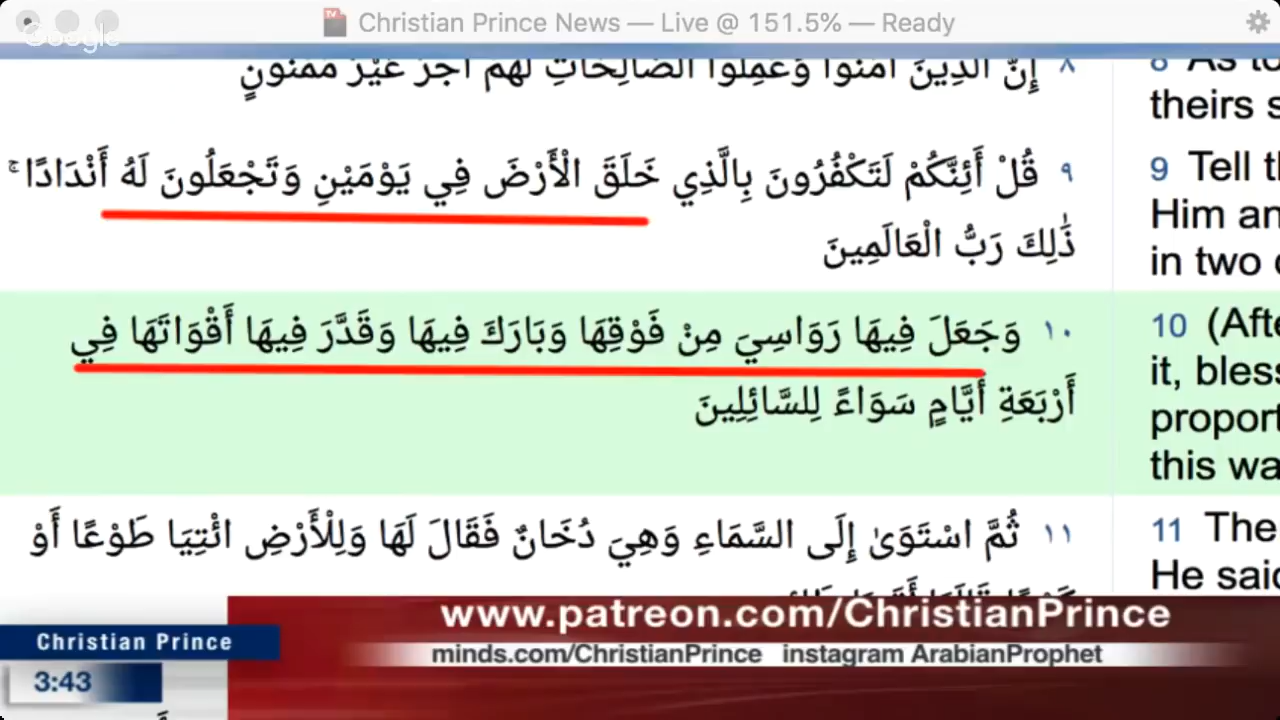 Christian Prince News — Live @ 151.5% — Ready
Google
إِنَّ الَّذِينَ آمَنُوا وَعَمِلُوا الصَّالِحَاتِ لَهُمْ أَجْرٌ غَيْرُ مَمْنُونٍ ٨
8 As to
theirs s
٩ قُلْ أَئِنَّكُمْ لَتَكْفُرُونَ بِالَّذِي خَلَقَ الْأَرْضَ فِي يَوْمَيْنِ وَتَجْعَلُونَ لَهُ أَنْدَادًا ۚ
ذَٰلِكَ رَبُّ الْعَالَمِينَ
9 Tell th
Him an
in two
١٠ وَجَعَلَ فِيهَا رَوَاسِيَ مِنْ فَوْقِهَا وَبَارَكَ فِيهَا وَقَدَّرَ فِيهَا أَقْوَاتَهَا فِي
أَرْبَعَةِ أَيَّامٍ سَوَاءً لِلسَّائِلِينَ
10 (Afte
it, bless
proport
this wa
١١ ثُمَّ اسْتَوَىٰ إِلَى السَّمَاءِ وَهِيَ دُخَانٌ فَقَالَ لَهَا وَلِلْأَرْضِ ائْتِيَا طَوْعًا أَوْ
11 The
He said
www.patreon.com/ChristianPrince
minds.com/ChristianPrince instagram ArabianProphet
Christian Prince
3:43